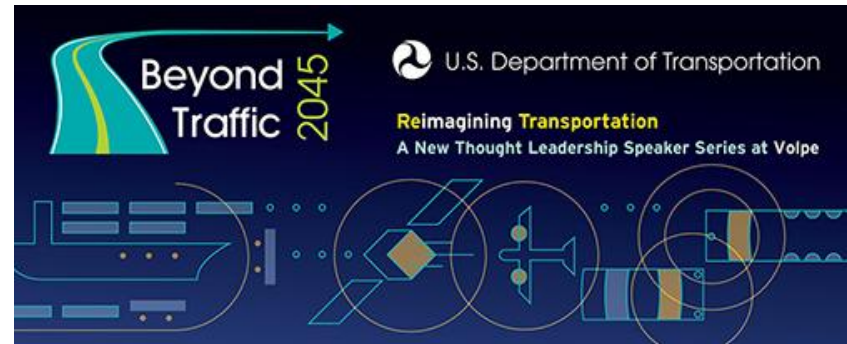 Beyond
Traffic
2045
U.S. Department of Transportation
Reimagining Transportation
A New Thought Leadership Speaker Series at Volpe